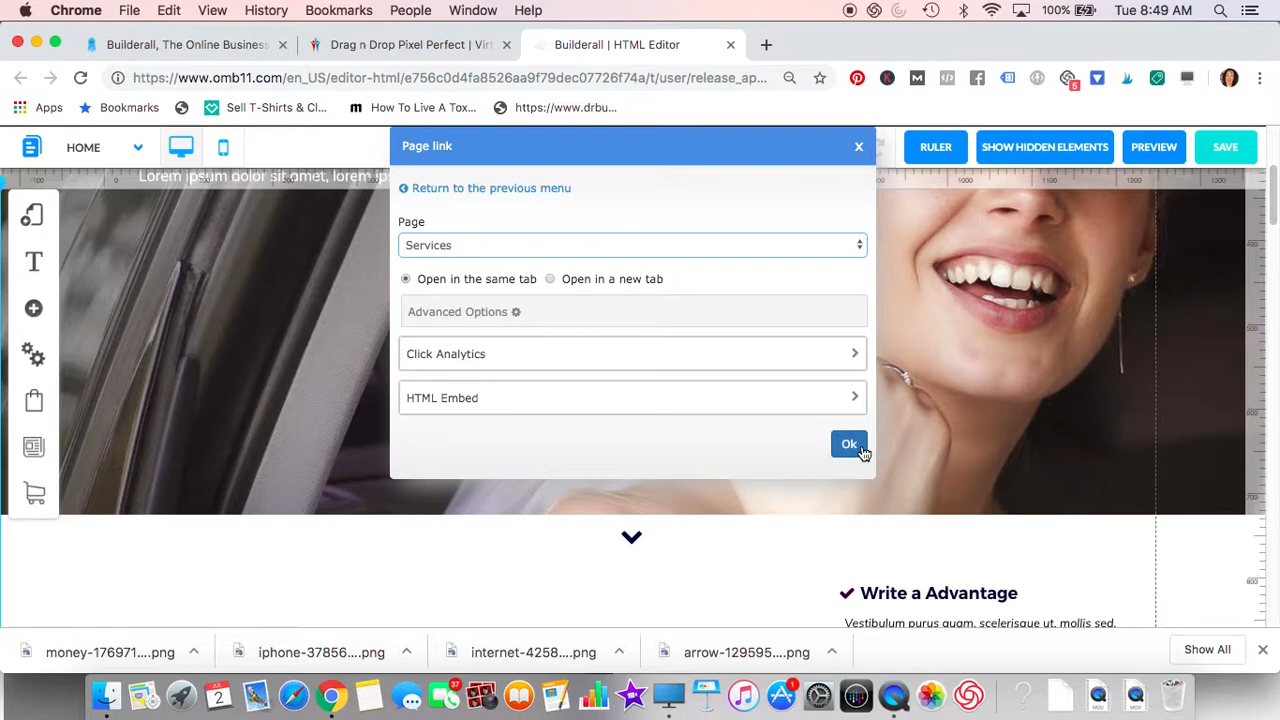 Chrome File Edit View History Bookmarks People Window Help 100% Tue 8:49 AM
Builderall, The Online Business Drag n Drop Pixel Perfect | Virt Builderall | HTML Editor
https://www.omb11.com/en_US/editor-html/e756c0d4fa8526aa9f79dec07726f74a/t/user/release_ap... 5
Apps Bookmarks Sell T-Shirts & Cl... How To Live A Tox... https://www.drbu...
HOME Page link x RULER SHOW HIDDEN ELEMENTS PREVIEW SAVE
Lorem ipsum dolor sit amet, lorem ips
Return to the previous menu
Page
Services
Open in the same tab Open in a new tab
Advanced Options
Click Analytics
HTML Embed
Ok
Write a Advantage
Vestibulum purus quam, scelerisque ut, mollis sed,
money-176971....png iphone-37856....png internet-4258....png arrow-129595....png Show All